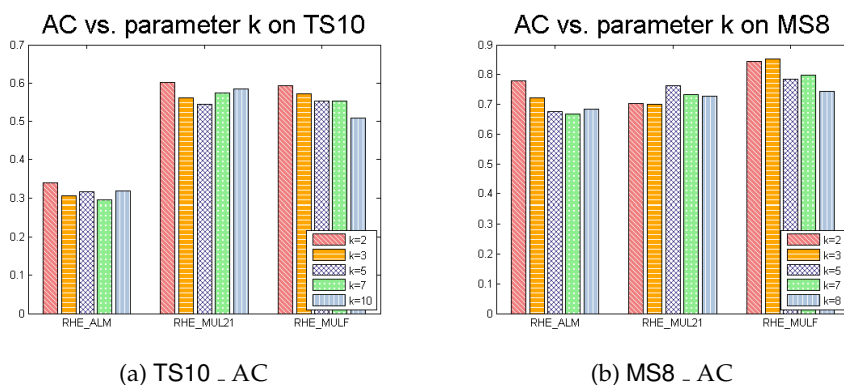 AC vs. parameter k on TS10
0.7
0.6
0.5
0.4
0.3
0.2
0.1
0
k=2
k=3
k=5
k=7
k=10
RHE_ALM RHE_MUL21 RHE_MULF
(a) TS10 _ AC
AC vs. parameter k on MS8
0.9
0.8
0.7
0.6
0.5
0.4
0.3
0.2
0.1
0
k=2
k=3
k=5
k=7
k=8
RHE_ALM RHE_MUL21 RHE_MULF
(b) MS8 _ AC